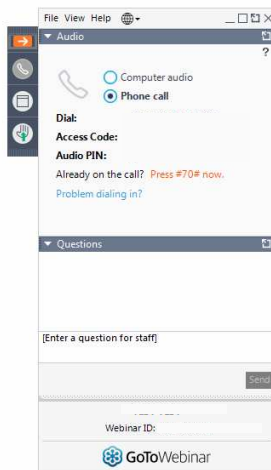 File View Help
Audio
?
Computer audio
Phone call
Dial:
Access Code:
Audio PIN:
Already on the call? Press #70# now.
Problem dialing in?
Questions
[Enter a question for staff]
Send
Webinar ID:
GoToWebinar